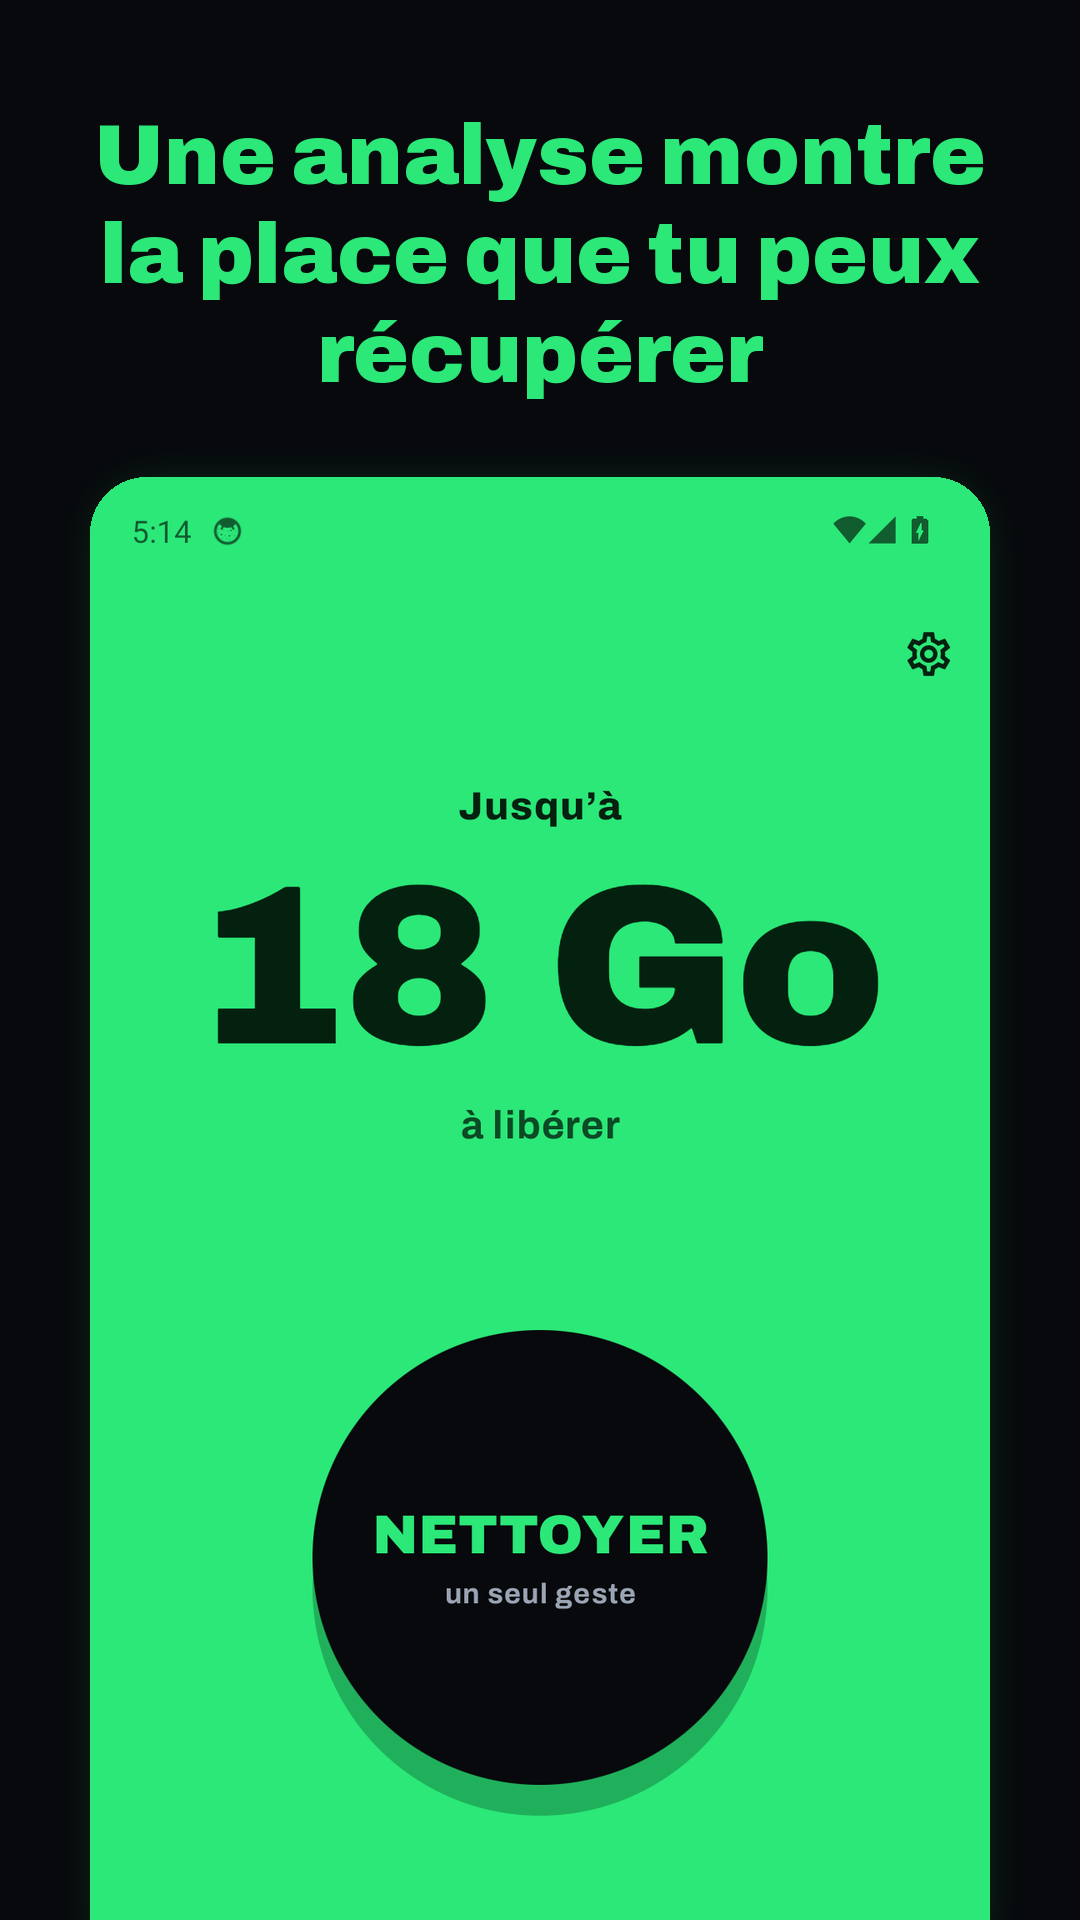 Une analyse montre
la place que tu peux
récupérer
5:14
Jusqu’à
18 Go
à libérer
NETTOYER
un seul geste